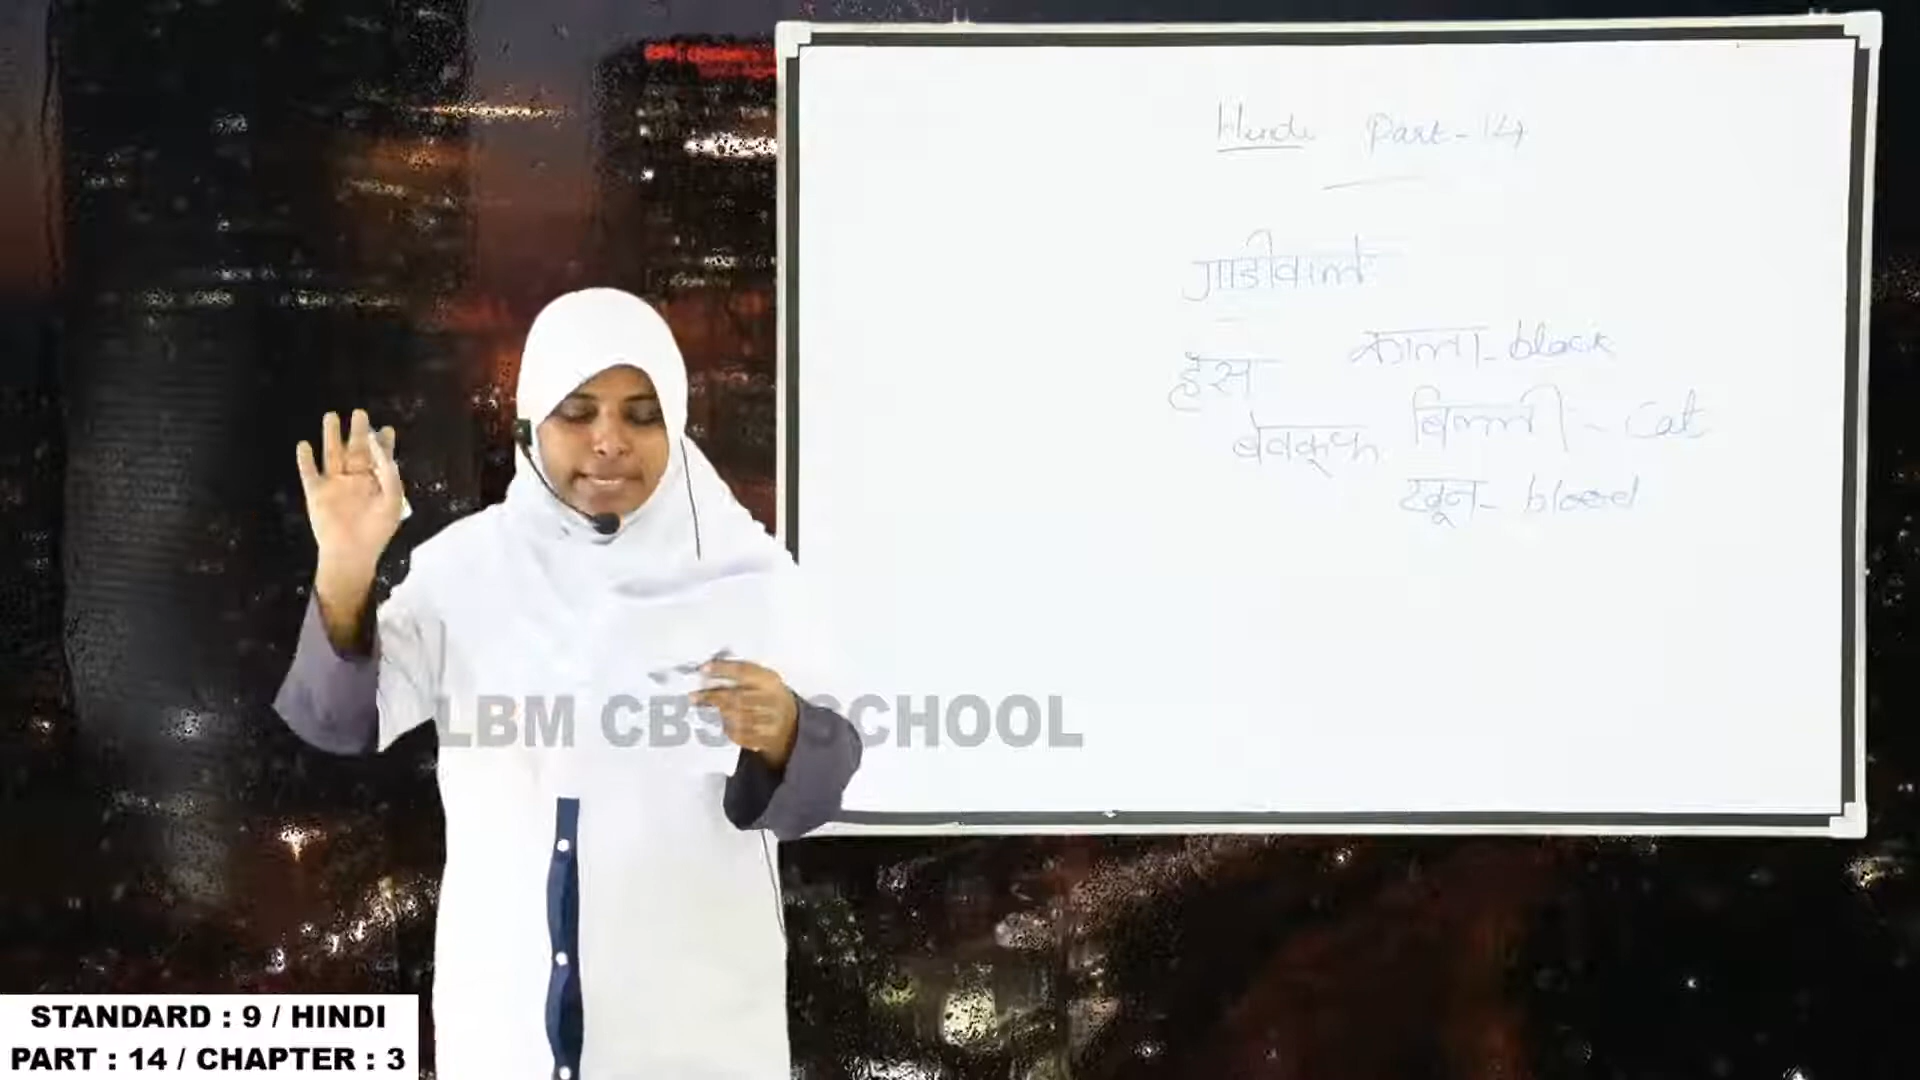 Hindi Part-14
गाडीवाले
हँस काला - black
बेवकूफ बिल्ली - cat
खून - blood
LBM CBSE SCHOOL
STANDARD : 9 / HINDI
PART : 14 / CHAPTER : 3